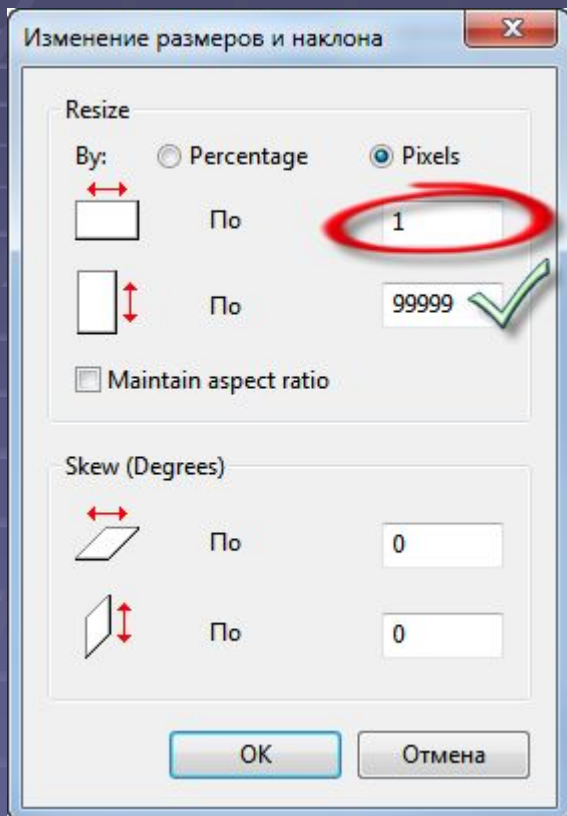 Изменение размеров и наклона
Resize
By: Percentage Pixels
По 1
По 99999
Maintain aspect ratio
Skew (Degrees)
По 0
По 0
OK Отмена